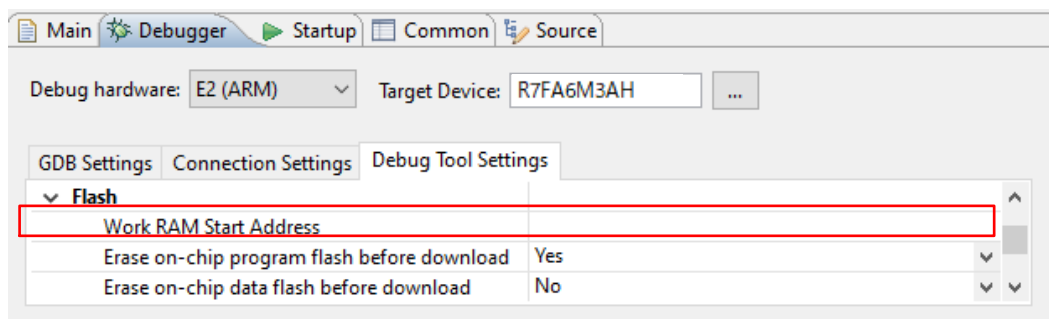 Main Debugger Startup Common Source
Debug hardware: E2 (ARM) Target Device: R7FA6M3AH ...
GDB Settings Connection Settings Debug Tool Settings
Flash
Work RAM Start Address
Erase on-chip program flash before download Yes
Erase on-chip data flash before download No